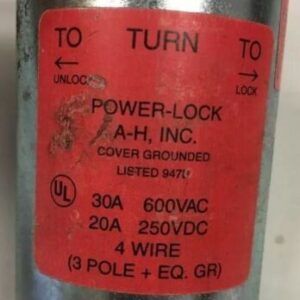 TO TURN TO
← →
UNLOCK LOCK
POWER-LOCK
A-H, INC.
COVER GROUNDED
LISTED
UL 30A 600VAC
20A 250VDC
4 WIRE
(3 POLE + EQ. GR)